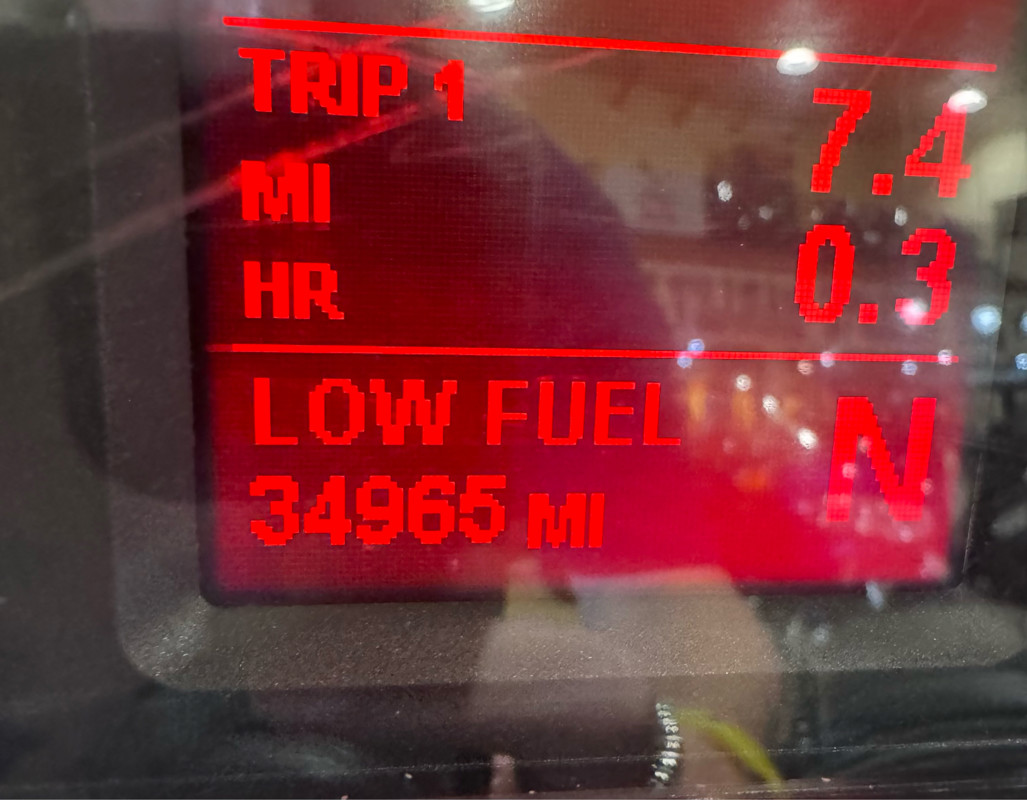 TRIP 1
MI 7.4
HR 0.3
LOW FUEL N
34965 MI